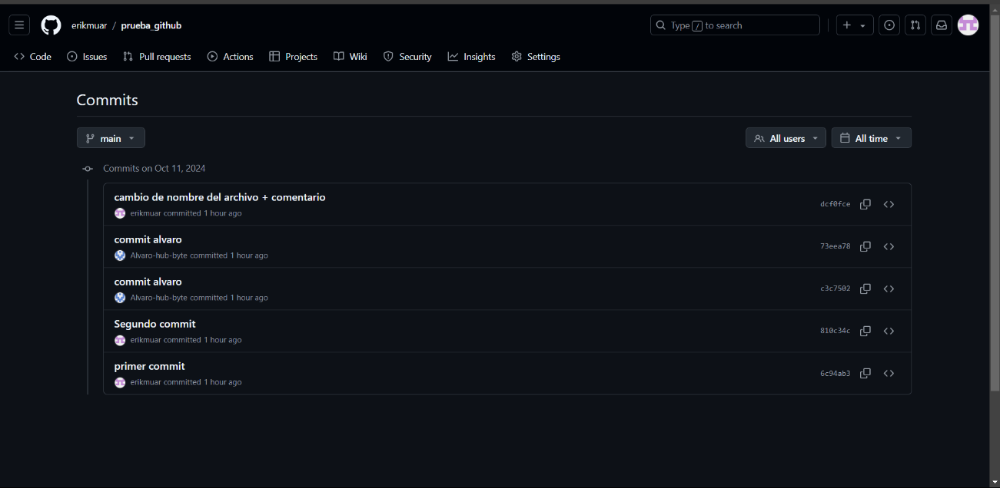 erikmuar / prueba_github
Type / to search
Code Issues Pull requests Actions Projects Wiki Security Insights Settings
Commits
main All users All time
Commits on Oct 11, 2024
cambio de nombre del archivo + comentario
erikmuar committed 1 hour ago
dcf0fce
commit alvaro
Alvaro-hub-byte committed 1 hour ago
73eea78
commit alvaro
Alvaro-hub-byte committed 1 hour ago
c3c7502
Segundo commit
erikmuar committed 1 hour ago
810c34c
primer commit
erikmuar committed 1 hour ago
6c94ab3